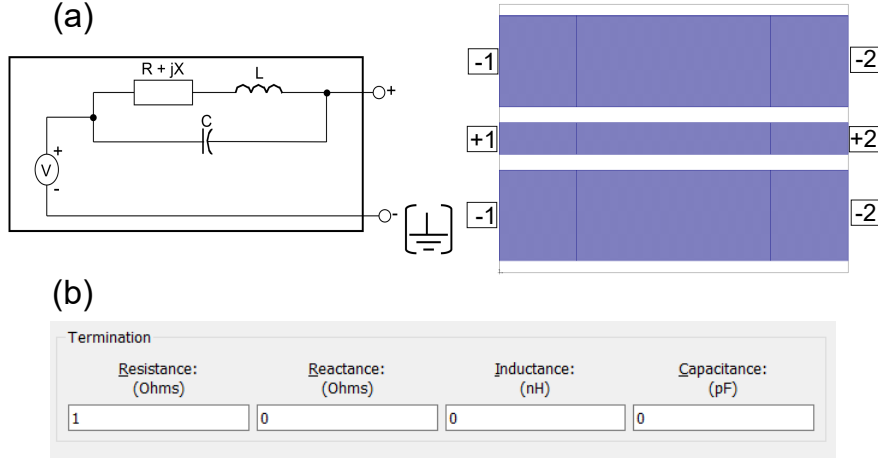 (a)
R + jX
L
C
+
V
-
+
-
-1
-2
+1
+2
-1
-2
(b)
Termination
Resistance:
(Ohms)
Reactance:
(Ohms)
Inductance:
(nH)
Capacitance:
(pF)
1
0
0
0